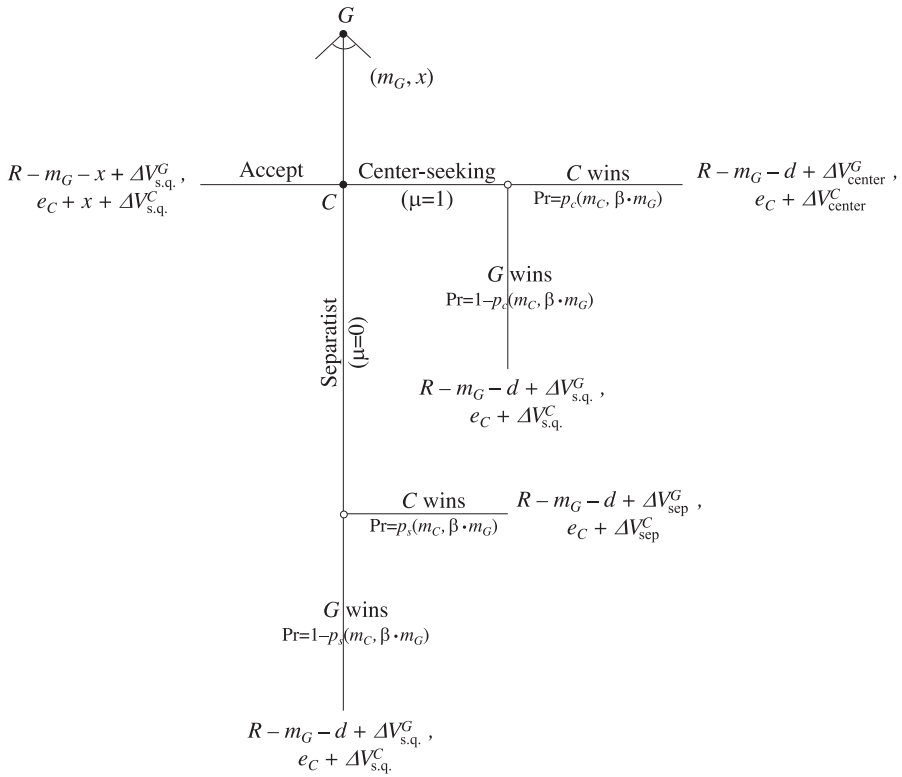 G
(m_G, x)
R – m_G – x + ΔV^G_s.q. ,
e_C + x + ΔV^C_s.q.
Accept
C
Center-seeking
(μ=1)
C wins
Pr=p_c(m_C, β•m_G)
R – m_G – d + ΔV^G_center ,
e_C + ΔV^C_center
G wins
Pr=1–p_c(m_C, β•m_G)
R – m_G – d + ΔV^G_s.q. ,
e_C + ΔV^C_s.q.
Separatist
(μ=0)
C wins
Pr=p_s(m_C, β•m_G)
R – m_G – d + ΔV^G_sep ,
e_C + ΔV^C_sep
G wins
Pr=1–p_s(m_C, β•m_G)
R – m_G – d + ΔV^G_s.q. ,
e_C + ΔV^C_s.q.